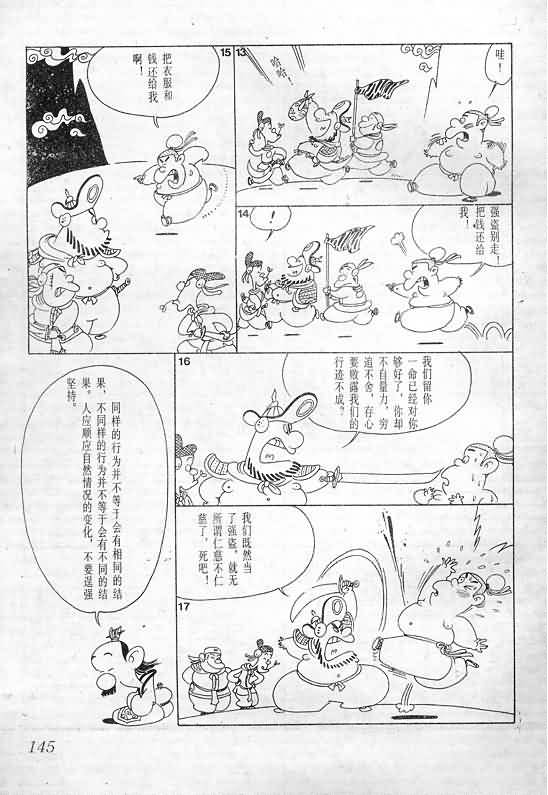 13
哈
哈!
哇!
14
!
强盗别走!
把钱还给
我!
15
把衣服和
钱还给我
啊!
16
我们留你
一命已经对你
够好了，你却
不自量力，穷
追不舍，存心
要败露我们的
行迹不成?
17
我们既然当
了强盗，就无
所谓仁慈不仁
慈了，死吧!
同样的行为并不等于会有相同的结
果，不同样的行为并不等于会有不同的结
果。人应顺应自然情况的变化，不要逞强
坚持。
145